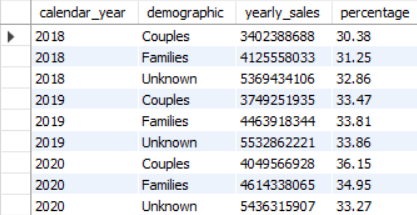 calendar_year demographic yearly_sales percentage
2018 Couples 3402388688 30.38
2018 Families 4125558033 31.25
2018 Unknown 5369434106 32.86
2019 Couples 3749251935 33.47
2019 Families 4463918344 33.81
2019 Unknown 5532862221 33.86
2020 Couples 4049566928 36.15
2020 Families 4614338065 34.95
2020 Unknown 5436315907 33.27